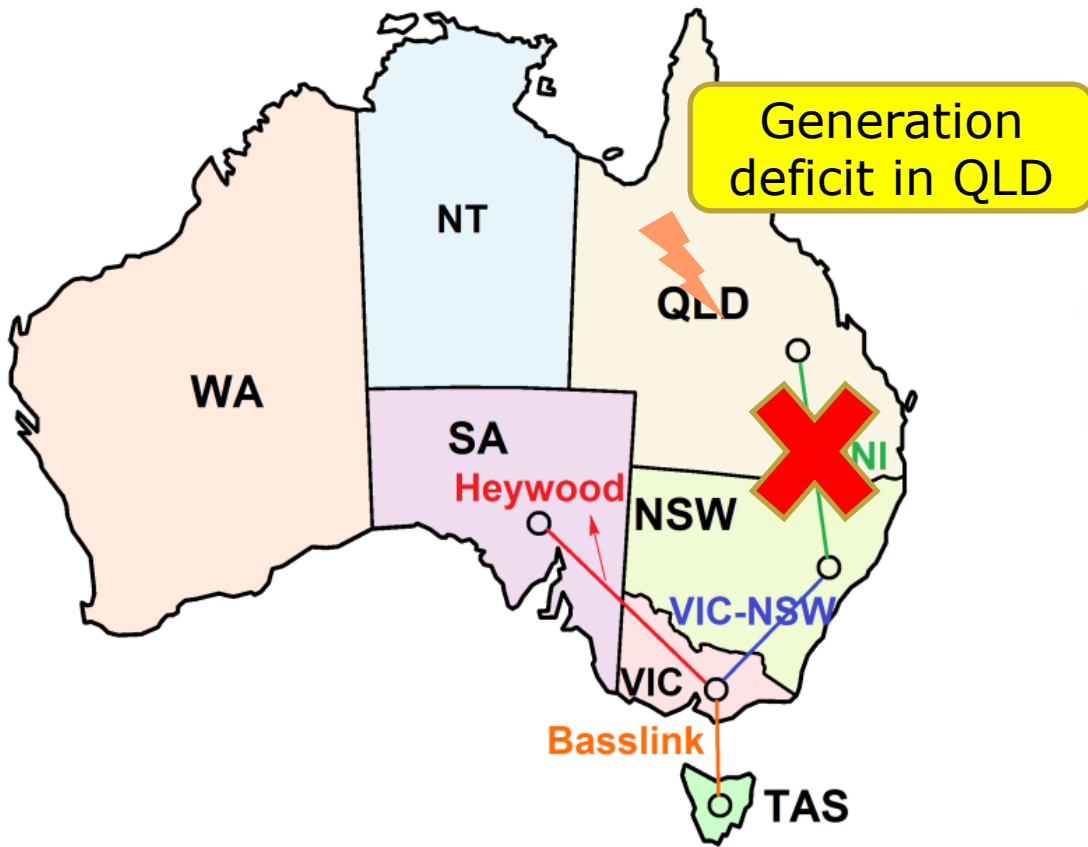 Generation
deficit in QLD
NT
QLD
WA
SA
NI
Heywood
NSW
VIC-NSW
VIC
Basslink
TAS